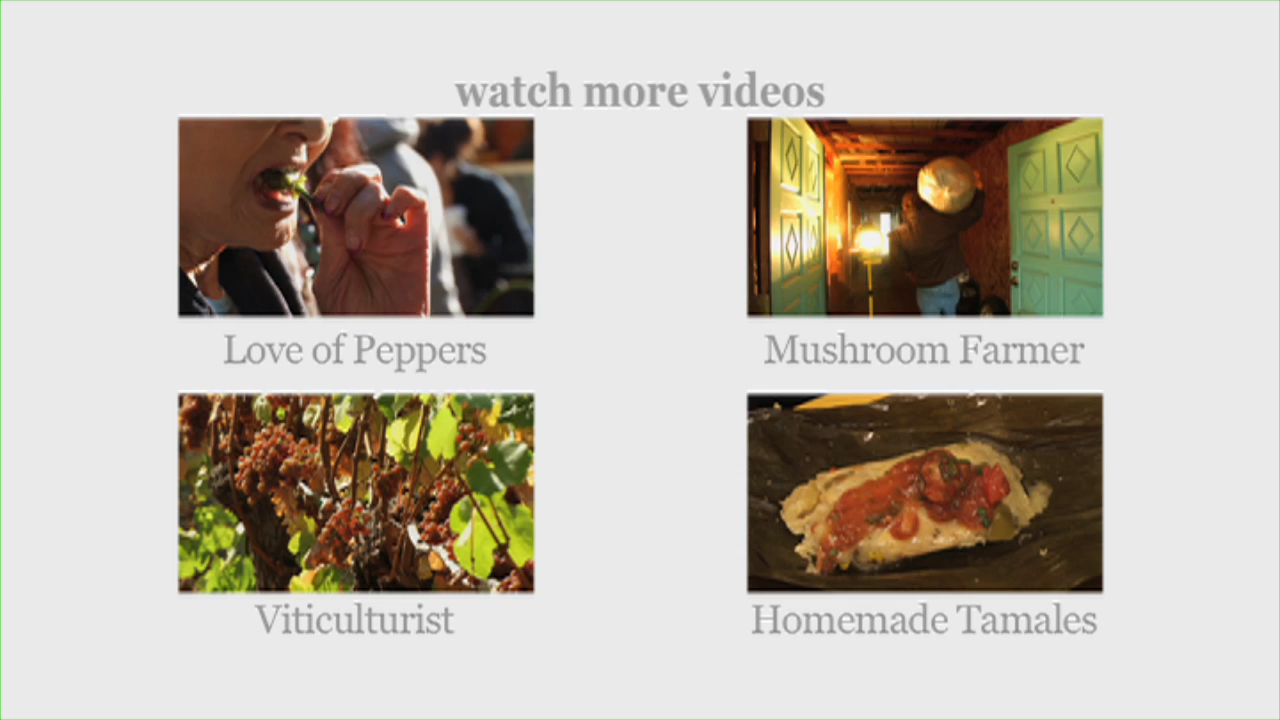 watch more videos
Love of Peppers
Mushroom Farmer
Viticulturist
Homemade Tamales